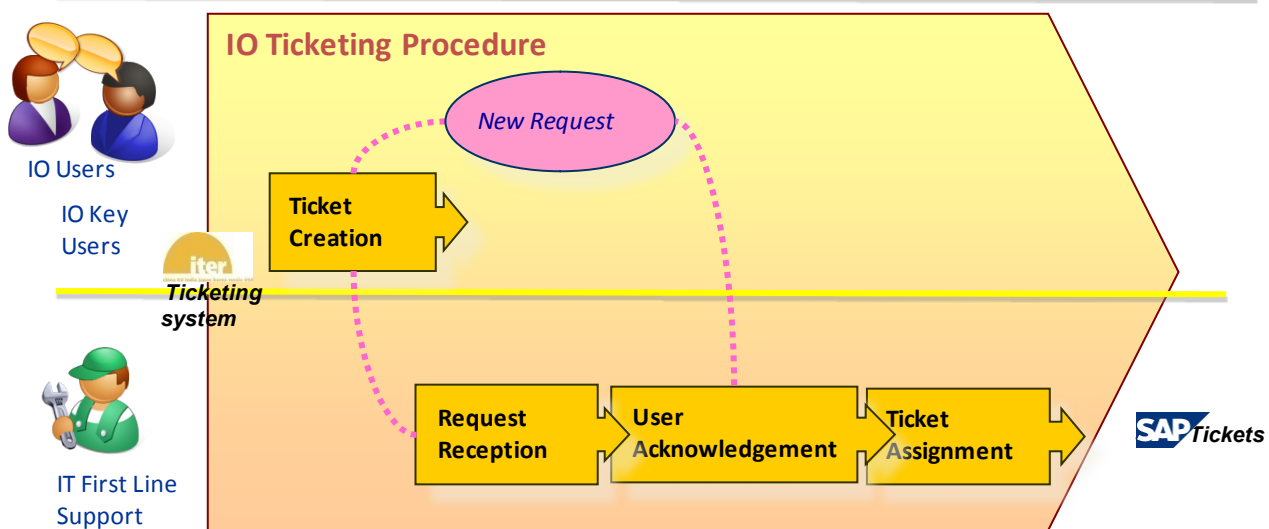 IO Ticketing Procedure
New Request
IO Users
IO Key
Users
Ticket
Creation
iter
Ticketing
system
Request
Reception
User
Acknowledgement
Ticket
Assignment
SAP Tickets
IT First Line
Support